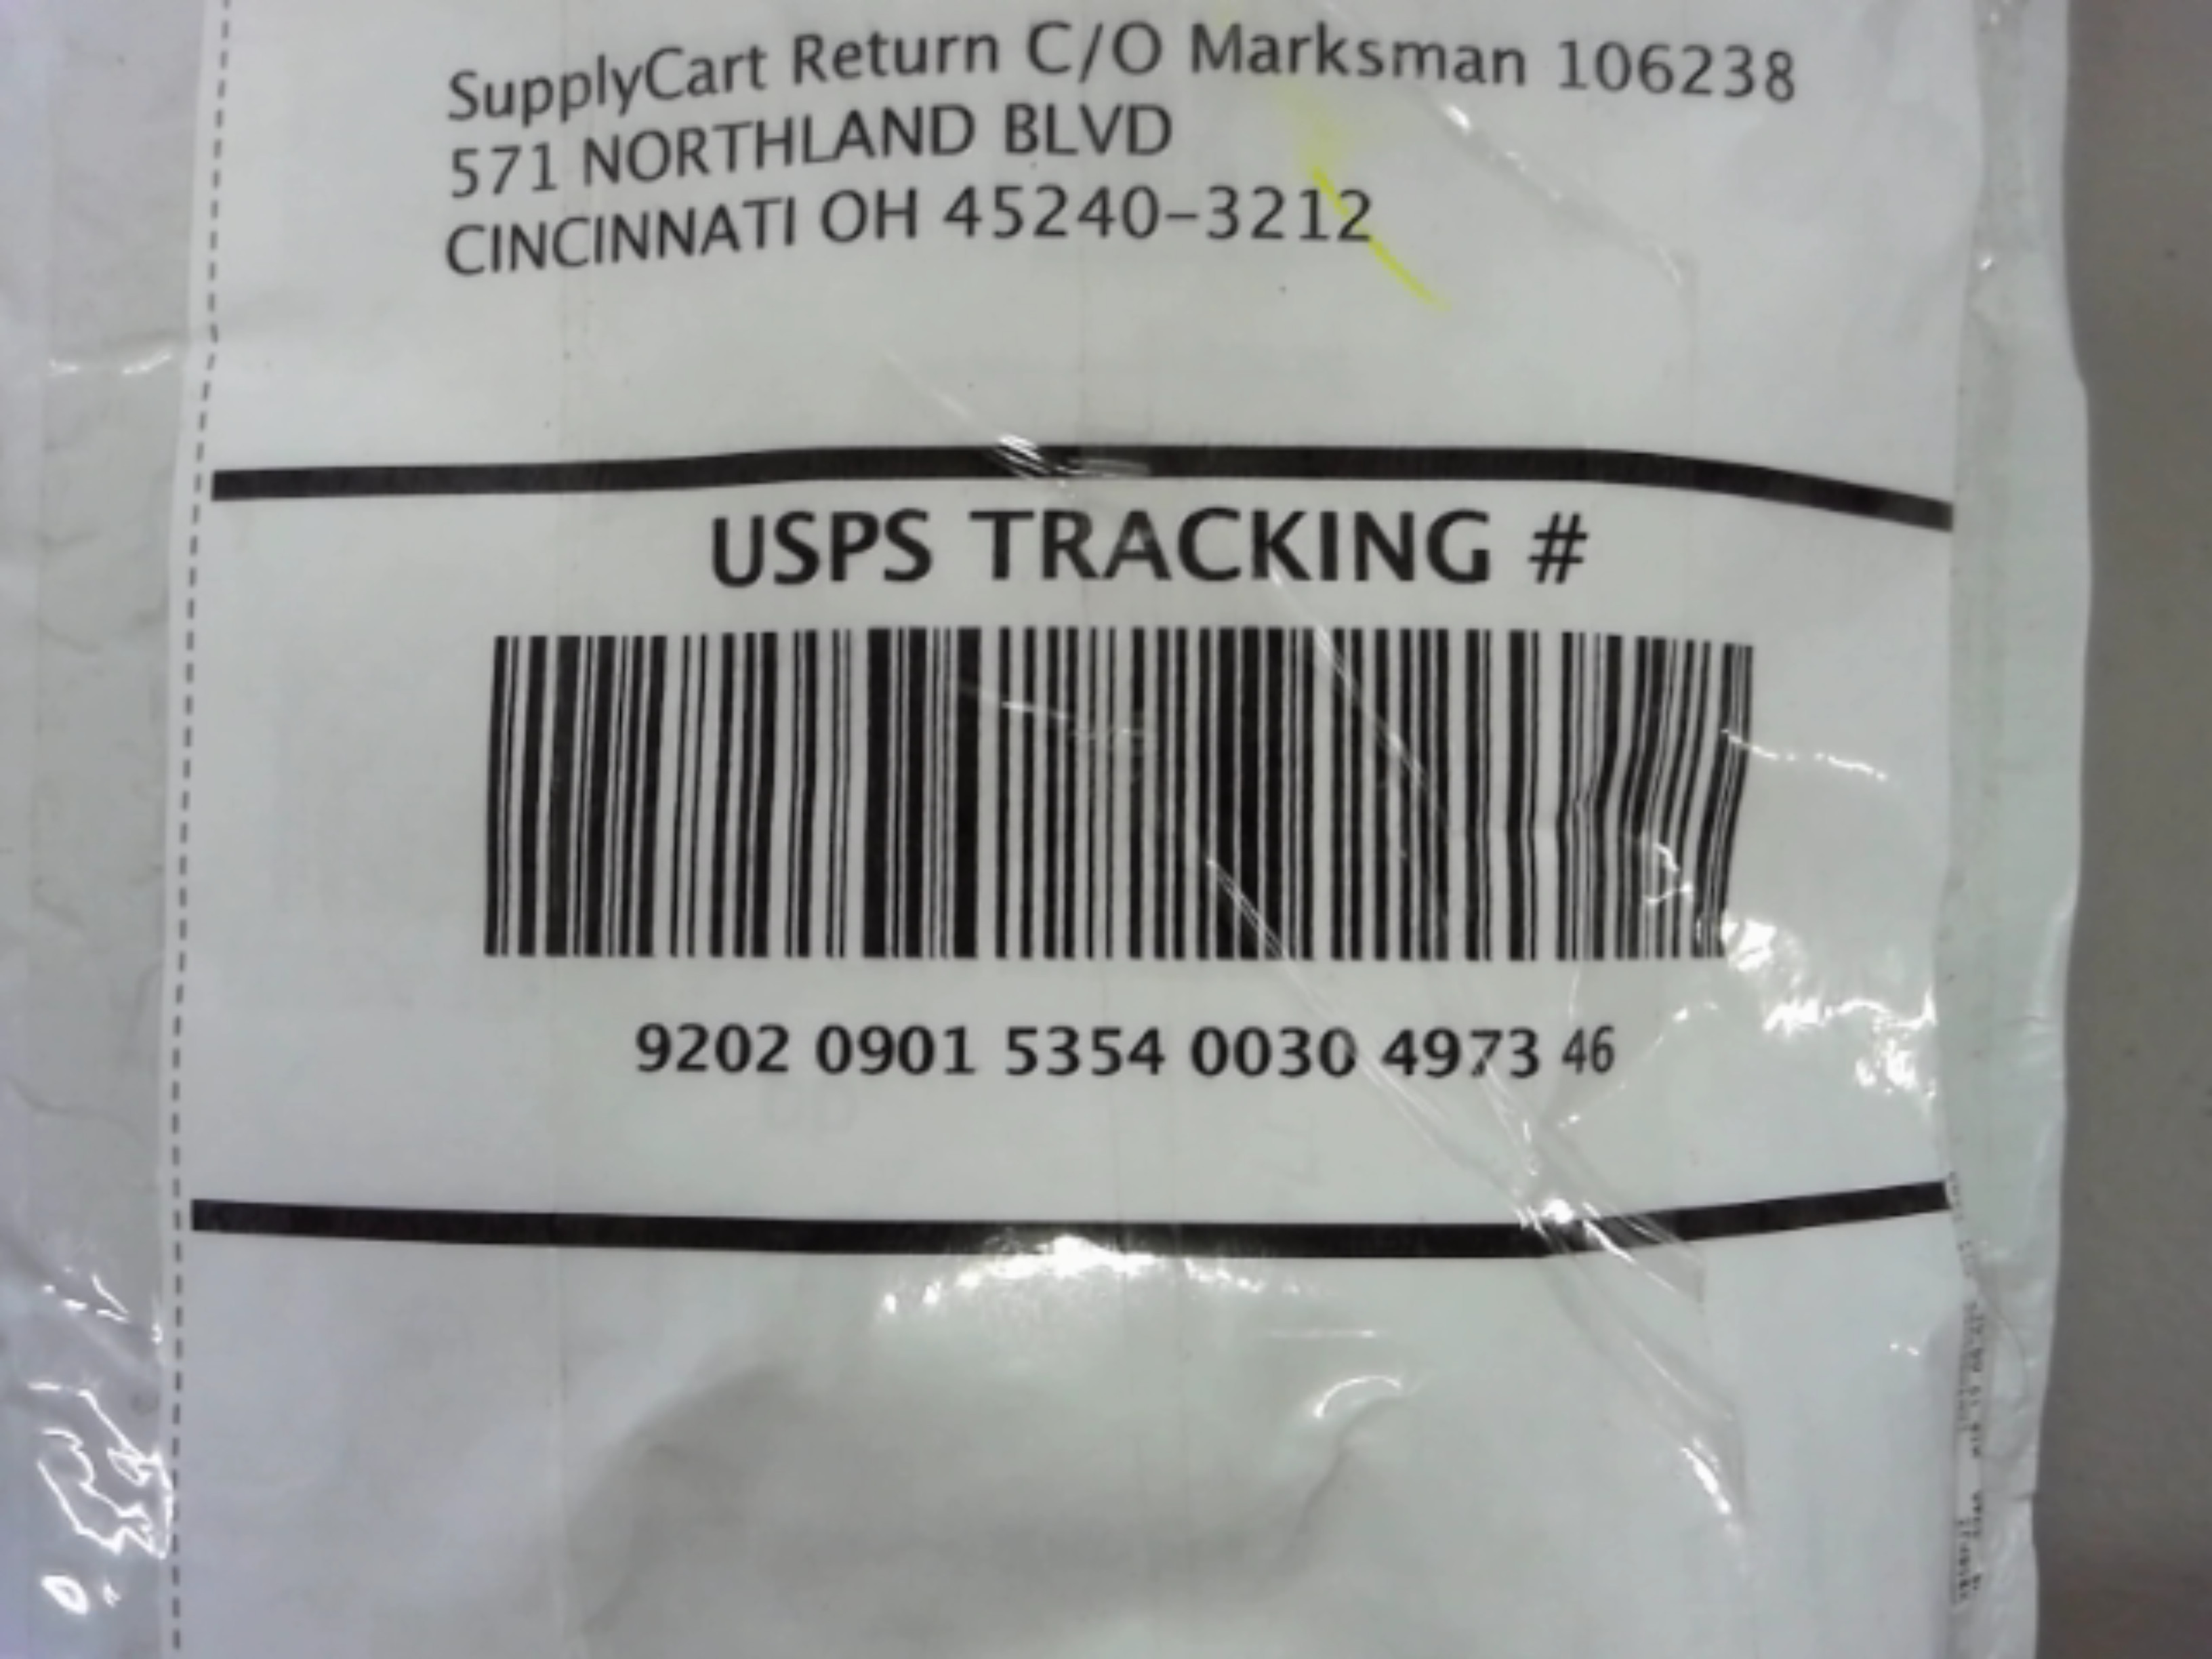 SupplyCart Return C/O Marksman 106238
571 NORTHLAND BLVD
CINCINNATI OH 45240-3212
USPS TRACKING #
9202 0901 5354 0030 4973 46